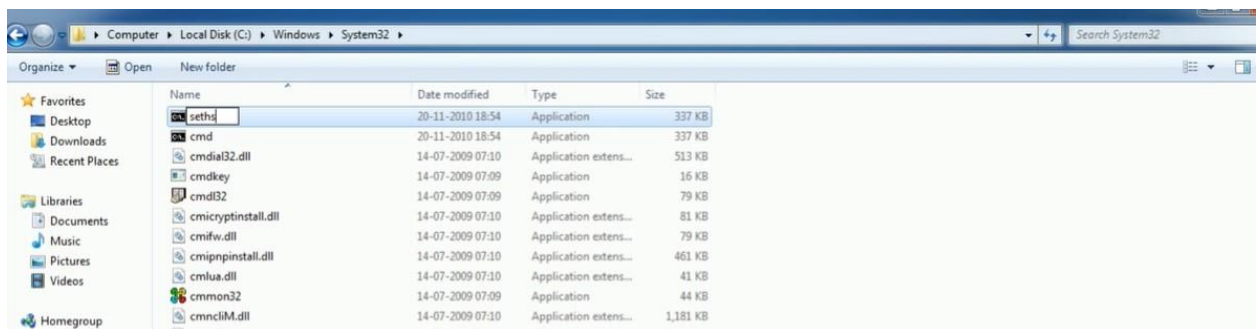 Computer Local Disk (C:) Windows System32 Search System32
Organize Open New folder
Favorites
Desktop
Downloads
Recent Places
Libraries
Documents
Music
Pictures
Videos
Homegroup
Name Date modified Type Size
seths 20-11-2010 18:54 Application 337 KB
cmd 20-11-2010 18:54 Application 337 KB
cmdial32.dll 14-07-2009 07:10 Application extens... 513 KB
cmdkey 14-07-2009 07:09 Application 16 KB
cmdl32 14-07-2009 07:09 Application 79 KB
cmicryptinstall.dll 14-07-2009 07:10 Application extens... 81 KB
cmifw.dll 14-07-2009 07:10 Application extens... 79 KB
cmipnpinstall.dll 14-07-2009 07:10 Application extens... 461 KB
cmlua.dll 14-07-2009 07:10 Application extens... 41 KB
cmmon32 14-07-2009 07:09 Application 44 KB
cmncliM.dll 14-07-2009 07:10 Application extens... 1,181 KB